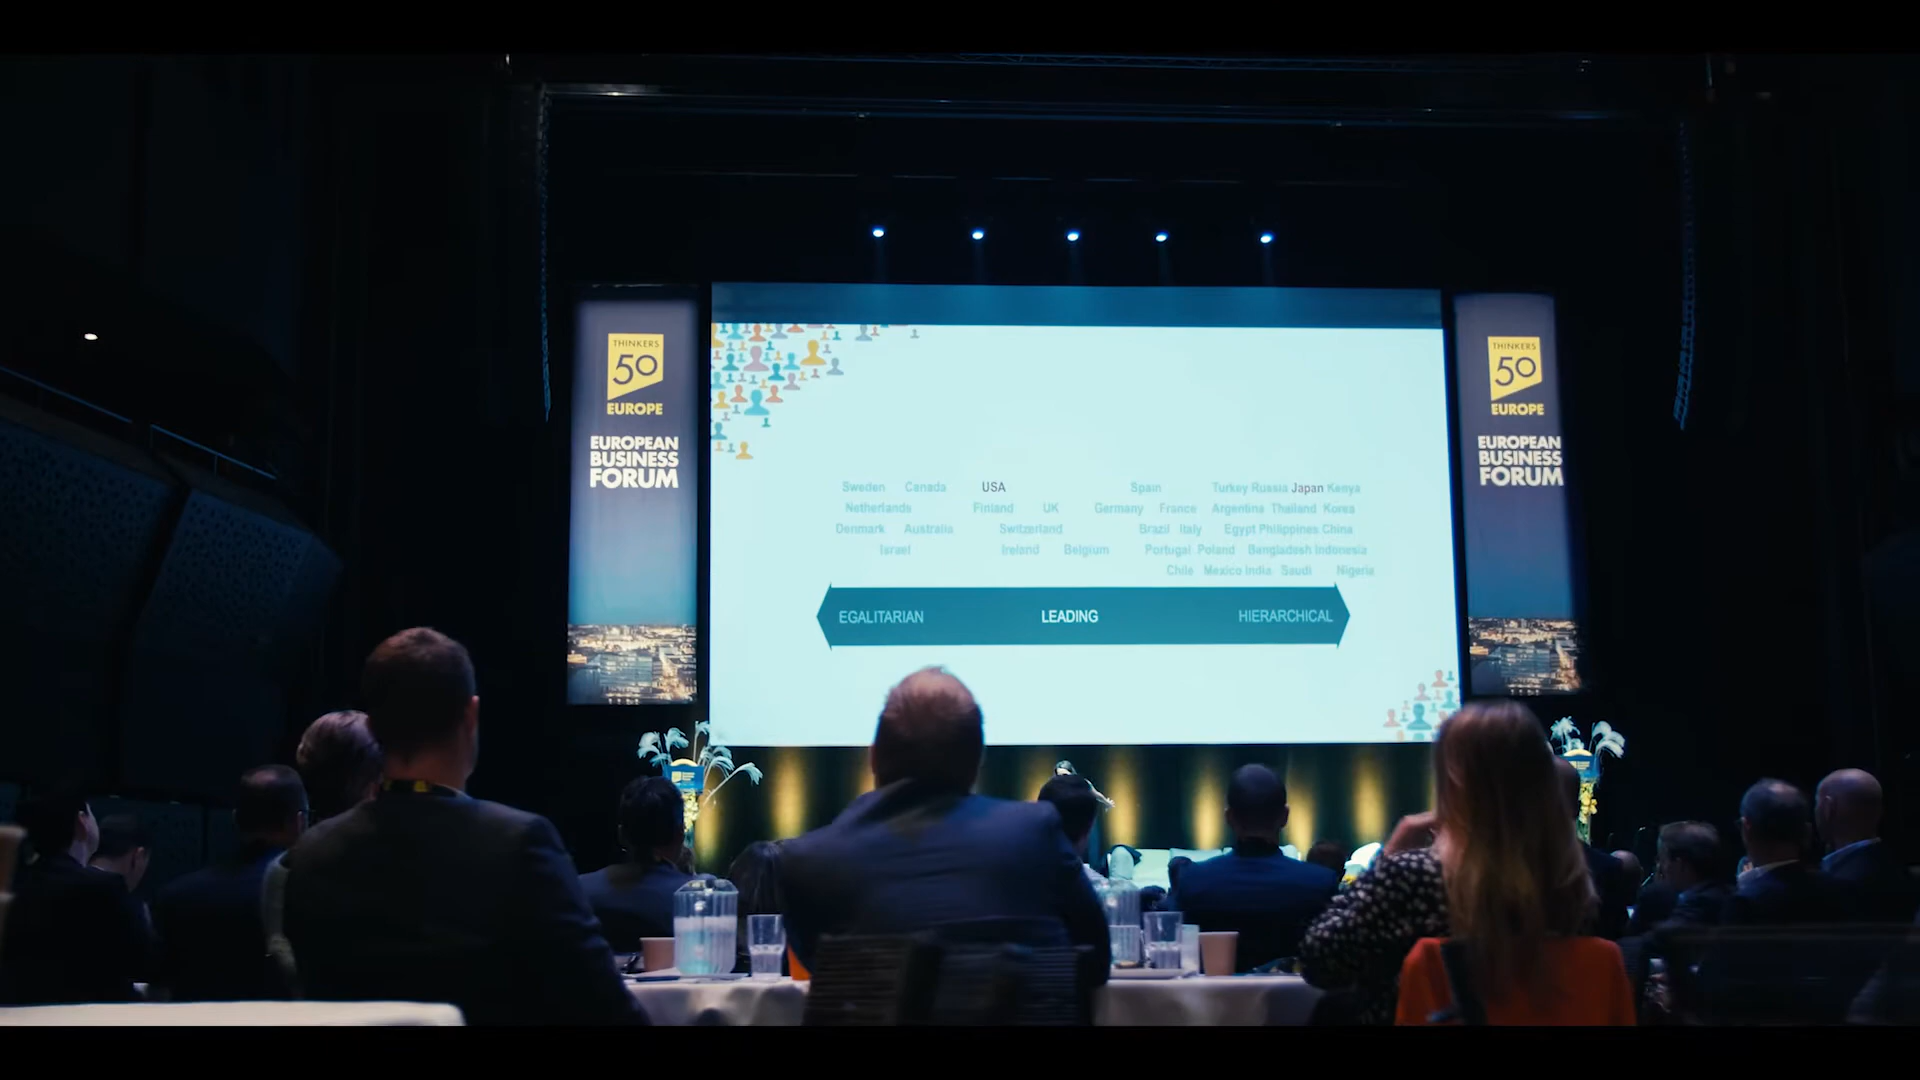 THINKERS
50
EUROPE
EUROPEAN
BUSINESS
FORUM
Sweden Canada USA Spain Turkey Russia Japan Kenya
Netherlands Finland UK Germany France Argentina Thailand Korea
Denmark Australia Switzerland Brazil Italy Egypt Philippines China
Israel Ireland Belgium Portugal Poland Bangladesh Indonesia
Chile Mexico India Saudi Nigeria
EGALITARIAN LEADING HIERARCHICAL
THINKERS
50
EUROPE
EUROPEAN
BUSINESS
FORUM